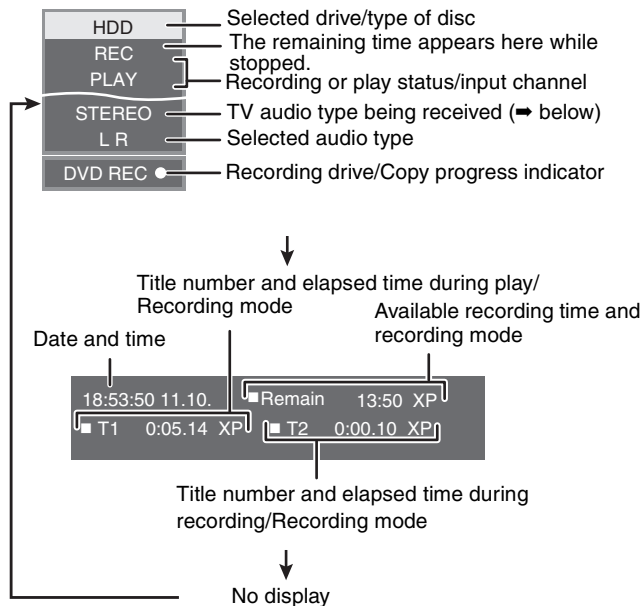 HDD
Selected drive/type of disc
REC
The remaining time appears here while
stopped.
PLAY
Recording or play status/input channel
STEREO
TV audio type being received (➡ below)
L R
Selected audio type
DVD REC ●
Recording drive/Copy progress indicator
Title number and elapsed time during play/
Recording mode
Available recording time and
recording mode
Date and time
18:53:50 11.10.
■Remain 13:50 XP
■ T1 0:05.14 XP
■ T2 0:00.10 XP
Title number and elapsed time during
recording/Recording mode
No display